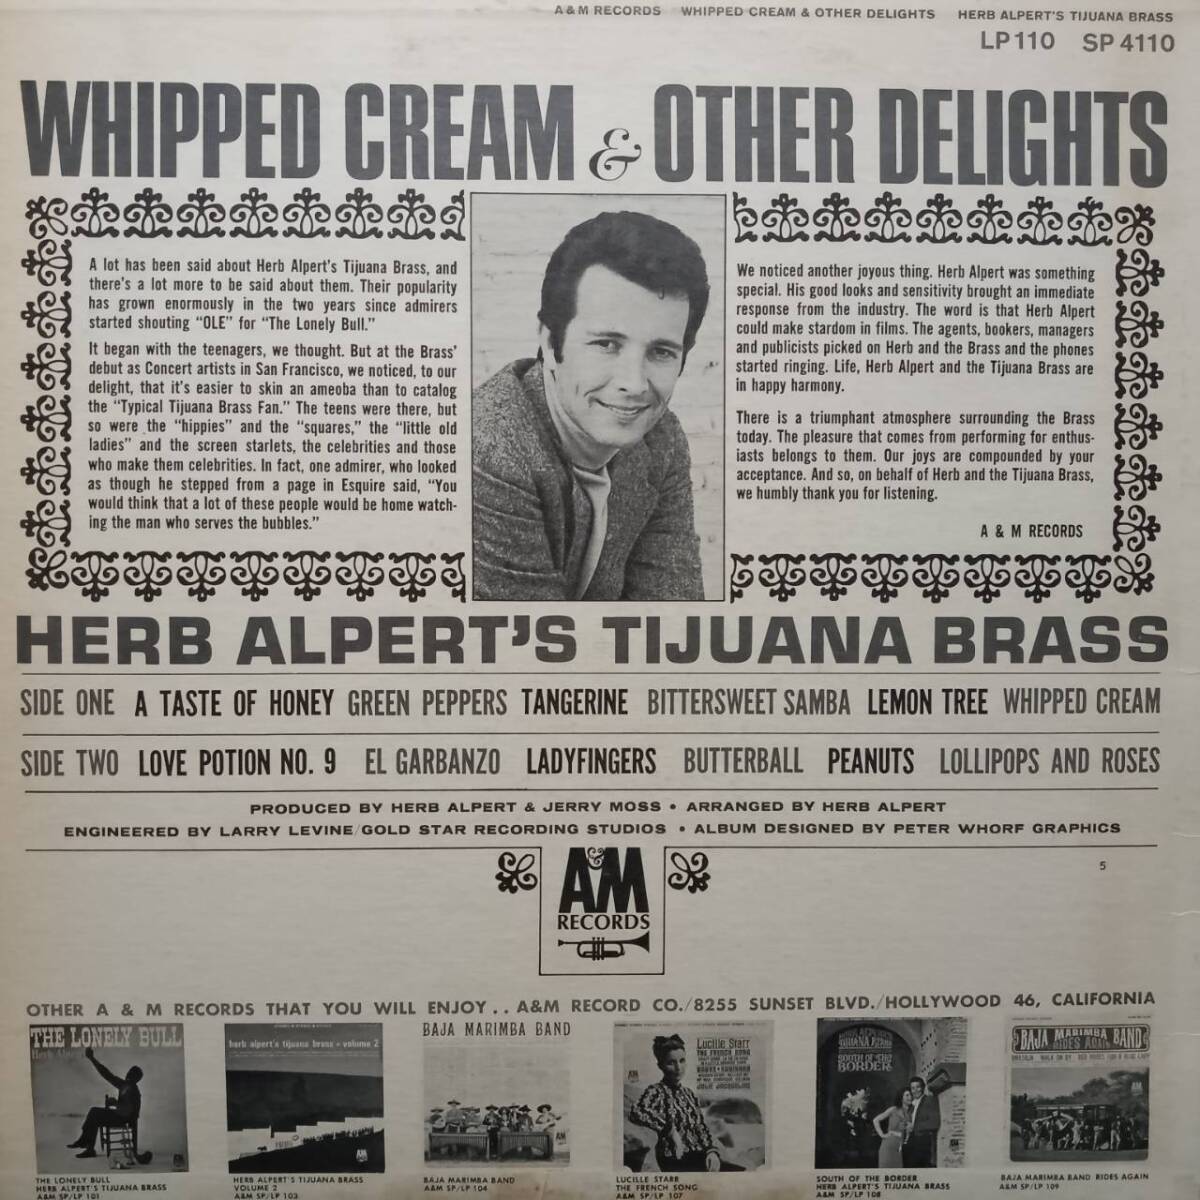 A & M RECORDS WHIPPED CREAM & OTHER DELIGHTS HERB ALPERT'S TIJUANA BRASS
LP 110 SP 4110
WHIPPED CREAM & OTHER DELIGHTS
A lot has been said about Herb Alpert's Tijuana Brass, and
there's a lot more to be said about them. Their popularity
has grown enormously in the two years since admirers
started shouting "OLE" for "The Lonely Bull."
It began with the teenagers, we thought. But at the Brass'
debut as Concert artists in San Francisco, we noticed, to our
delight, that it's easier to skin an ameoba than to catalog
the "Typical Tijuana Brass Fan." The teens were there, but
so were the "hippies" and the "squares," the "little old
ladies" and the screen starlets, the celebrities and those
who make them celebrities. In fact, one admirer, who looked
as though he stepped from a page in Esquire said, "You
would think that a lot of these people would be home watch-
ing the man who serves the bubbles."
We noticed another joyous thing. Herb Alpert was something
special. His good looks and sensitivity brought an immediate
response from the industry. The word is that Herb Alpert
could make stardom in films. The agents, bookers, managers
and publicists picked on Herb and the Brass and the phones
started ringing. Life, Herb Alpert and the Tijuana Brass are
in happy harmony.
There is a triumphant atmosphere surrounding the Brass
today. The pleasure that comes from performing for enthus-
iasts belongs to them. Our joys are compounded by your
acceptance. And so, on behalf of Herb and the Tijuana Brass,
we humbly thank you for listening.
A & M RECORDS
HERB ALPERT'S TIJUANA BRASS
SIDE ONE A TASTE OF HONEY GREEN PEPPERS TANGERINE BITTERSWEET SAMBA LEMON TREE WHIPPED CREAM
SIDE TWO LOVE POTION NO. 9 EL GARBANZO LADYFINGERS BUTTERBALL PEANUTS LOLLIPOPS AND ROSES
PRODUCED BY HERB ALPERT & JERRY MOSS • ARRANGED BY HERB ALPERT
ENGINEERED BY LARRY LEVINE/GOLD STAR RECORDING STUDIOS • ALBUM DESIGNED BY PETER WHORF GRAPHICS
5
A&M
RECORDS
OTHER A & M RECORDS THAT YOU WILL ENJOY . . A&M RECORD CO./8255 SUNSET BLVD./HOLLYWOOD 46, CALIFORNIA
THE LONELY BULL
Herb Alpert
herb alpert's tijuana brass • volume 2
BAJA MARIMBA BAND
AM
Lucille Starr
THE FRENCH SONG
HERB ALPERT'S
TIJUANA BRASS
SOUTH OF THE
BORDER
BAJA MARIMBA BAND
RIDES AGAIN
AM
THE LONELY BULL
HERB ALPERT'S TIJUANA BRASS
A&M SP/LP 101
HERB ALPERT'S TIJUANA BRASS
VOLUME 2
A&M SP/LP 103
BAJA MARIMBA BAND
A&M SP/LP 104
LUCILLE STARR
THE FRENCH SONG
A&M SP/LP 107
SOUTH OF THE BORDER
HERB ALPERT'S TIJUANA BRASS
A&M SP/LP 108
BAJA MARIMBA BAND RIDES AGAIN
A&M SP/LP 109